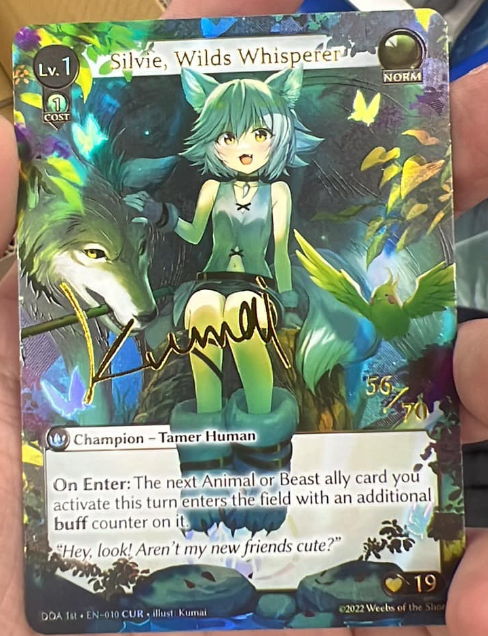 Lv. 1
Silvie, Wilds Whisperer
NORM
1
COST
Kumai
56/70
Champion – Tamer Human
On Enter: The next Animal or Beast ally card you
activate this turn enters the field with an additional
buff counter on it.
"Hey, look! Aren't my new friends cute?"
19
DOA 1st • EN-010 CUR • illust: Kumai
©2022 Weebs of the Shore